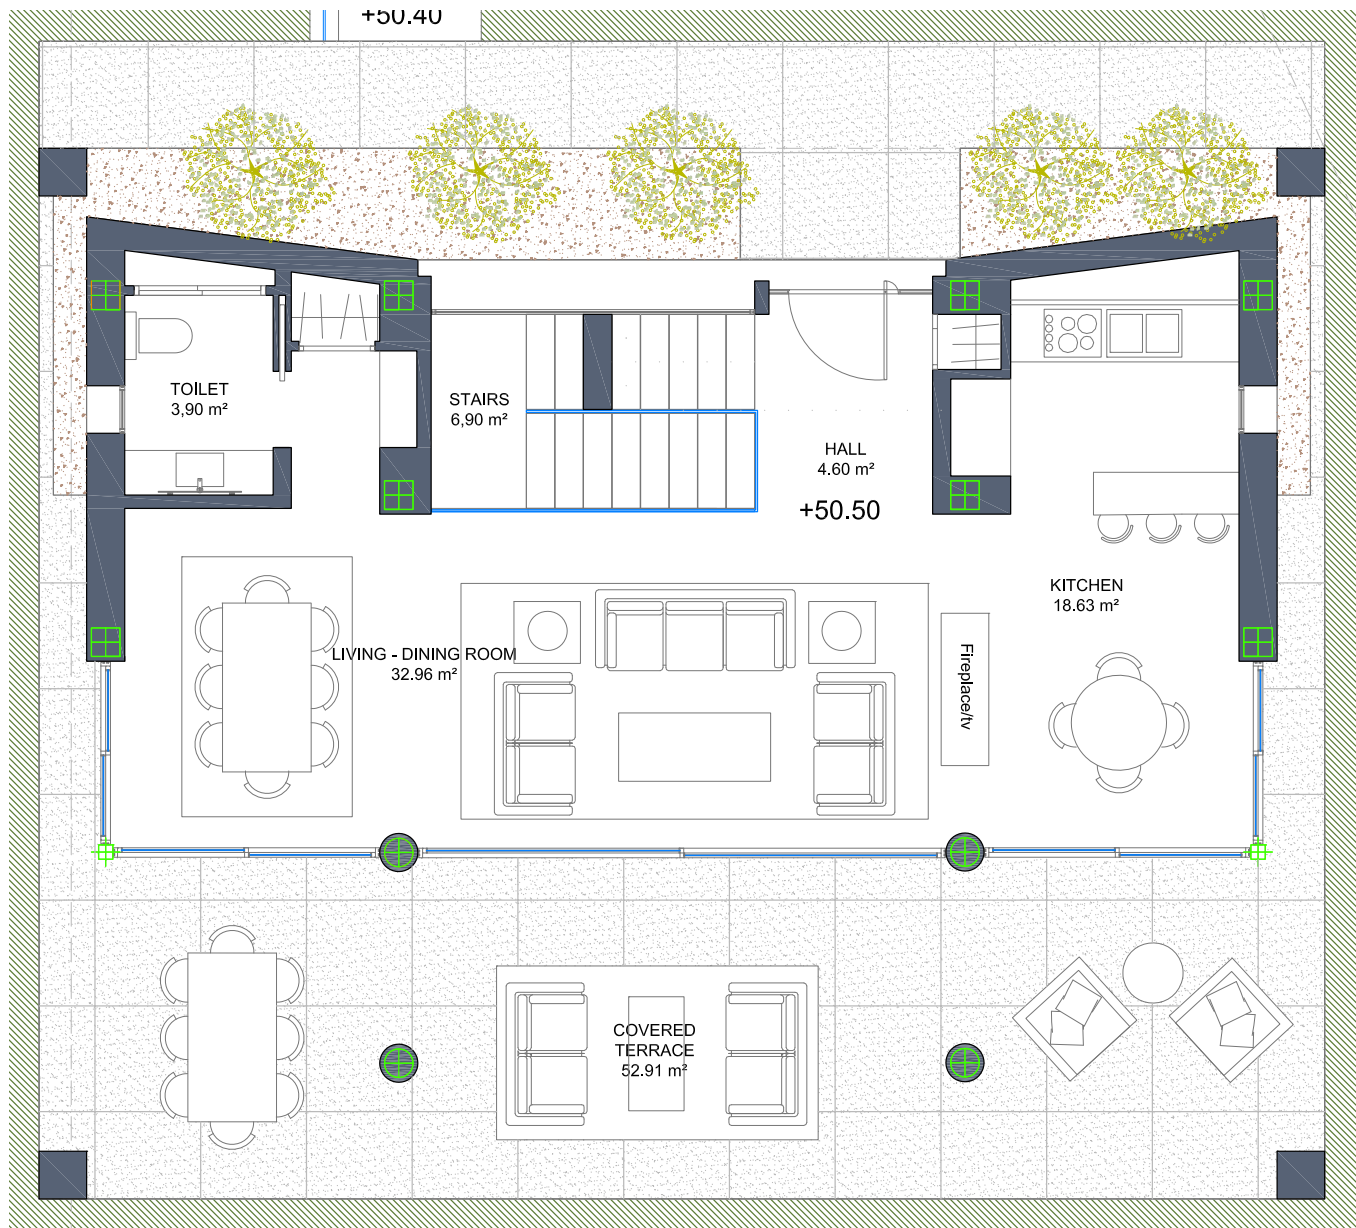 +50.40
TOILET
3,90 m²
STAIRS
6,90 m²
HALL
4.60 m²
+50.50
KITCHEN
18.63 m²
LIVING - DINING ROOM
32.96 m²
Fireplace/tv
COVERED
TERRACE
52.91 m²